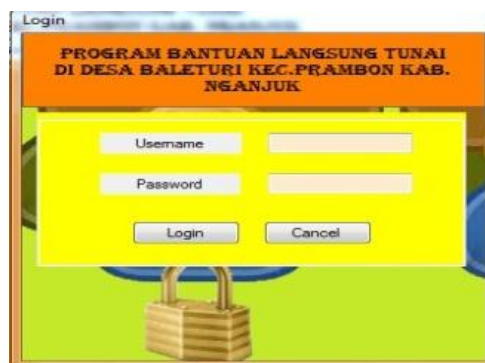 Login
PROGRAM BANTUAN LANGSUNG TUNAI
DI DESA BALETURI KEC.PRAMBON KAB.
NGANJUK
Username
Password
Login Cancel